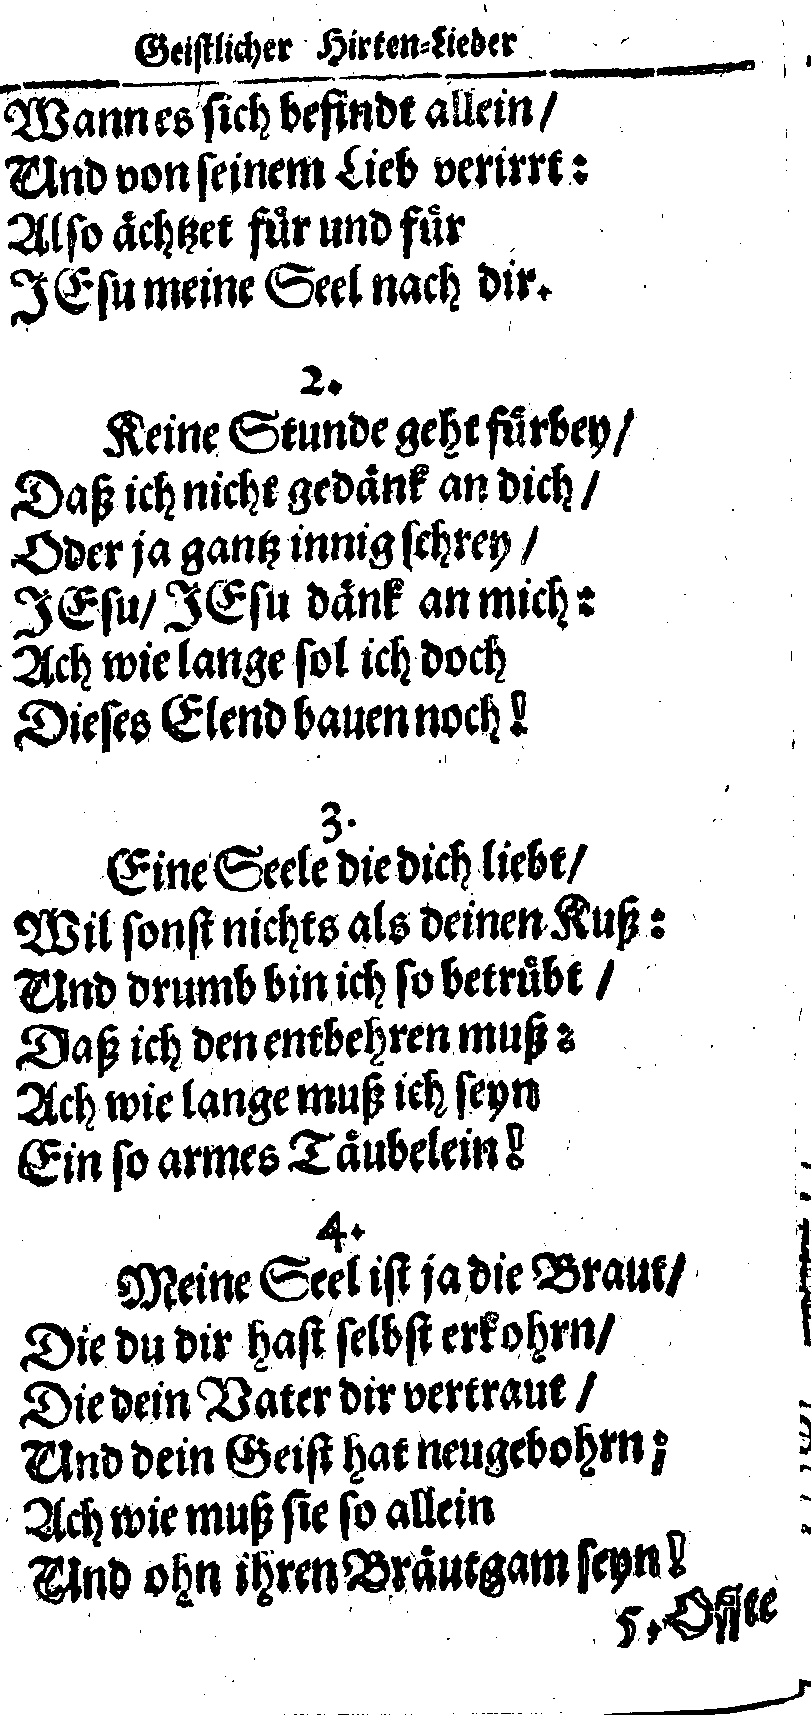 Geistlicher Hirten-Lieder
Wann es sich befindt allein/
Und von seinem Lieb verirrt:
Also ächtzet für und für
JEsu meine Seel nach dir.
2.
Keine Stunde geht fürbey/
Daß ich nicht gedänk an dich/
Oder ja gantz innig schrey/
JEsu/ JEsu dänk an mich:
Ach wie lange sol ich doch
Dieses Elend bauen noch!
3.
Eine Seele die dich liebt/
Wil sonst nichts als deinen Kuß:
Und drumb bin ich so betrübt/
Daß ich den entbehren muß:
Ach wie lange muß ich seyn
Ein so armes Täubelein!
4.
Meine Seel ist ja die Braut/
Die du dir hast selbst erkohrn/
Die dein Vater dir vertraut/
Und dein Geist hat neugebohrn;
Ach wie muß sie so allein
Und ohn ihren Bräutgam seyn!
5. Offte